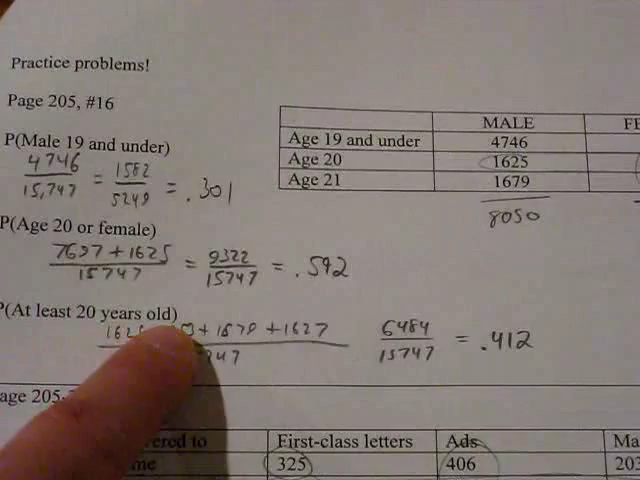 Practice problems!
Page 205, #16
P(Male 19 and under)
4746/15,747 = 1582/5249 = .301
MALE
Age 19 and under 4746
Age 20 1625
Age 21 1679
8050
P(Age 20 or female)
7697 + 1625/15747 = 9322/15747 = .592
P(At least 20 years old)
+ 1627 6484/15747 = .412
205
to First-class letters Ads
325 406